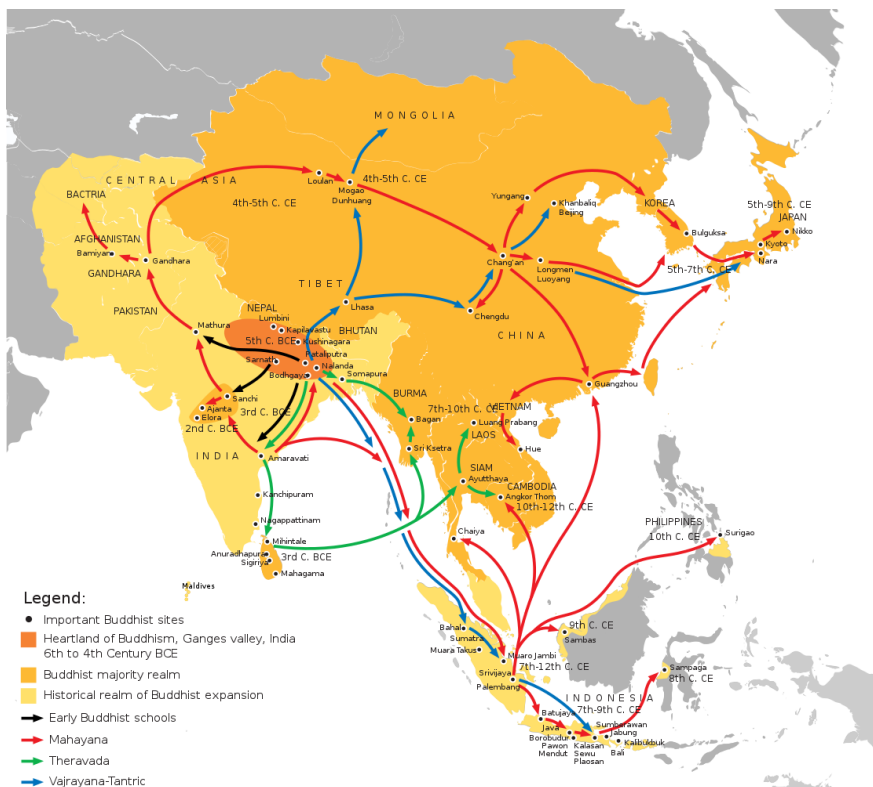 MONGOLIA
CENTRAL ASIA
Loulan
Mogao
Dunhuang
4th-5th C. CE
BACTRIA
4th-5th C. CE
Yungang
Khanbaliq
Beijing
KOREA
5th-9th C. CE
JAPAN
Nikko
Kyoto
Nara
Bulguksa
5th-7th C. CE
AFGHANISTAN
Bamiyan
Gandhara
GANDHARA
Chang'an
Longmen
Luoyang
TIBET
Lhasa
Chengdu
CHINA
PAKISTAN
Mathura
NEPAL
Lumbini
Kapilavastu
5th C. BCE
Kushinagara
BHUTAN
Pataliputra
Sarnath
Nalanda
Bodhgaya
Somapura
Guangzhou
BURMA
7th-10th C. CE
VIETNAM
Sanchi
Ajanta
3rd C. BCE
Elora
2nd C. BCE
Bagan
Luang Prabang
LAOS
Sri Ksetra
Hue
INDIA
Amaravati
SIAM
Ayutthaya
CAMBODIA
Angkor Thom
10th-12th C. CE
Kanchipuram
Nagappattinam
PHILIPPINES
10th C. CE
Surigao
Chaiya
Mihintale
Anuradhapura
3rd C. BCE
Sigiriya
Mahagama
Maldives
9th C. CE
Sambas
Bahal
Sumatra
Muara Takus
Muaro Jambi
7th-12th C. CE
Srivijaya
Palembang
Sampaga
8th C. CE
INDONESIA
7th-9th C. CE
Batujaya
Java
Sumbarawan
Jabung
Borobudur
Pawon
Mendut
Kalasan
Sewu
Plaosan
Kalibukbuk
Bali
Legend:
Important Buddhist sites
Heartland of Buddhism, Ganges valley, India
6th to 4th Century BCE
Buddhist majority realm
Historical realm of Buddhist expansion
Early Buddhist schools
Mahayana
Theravada
Vajrayana-Tantric